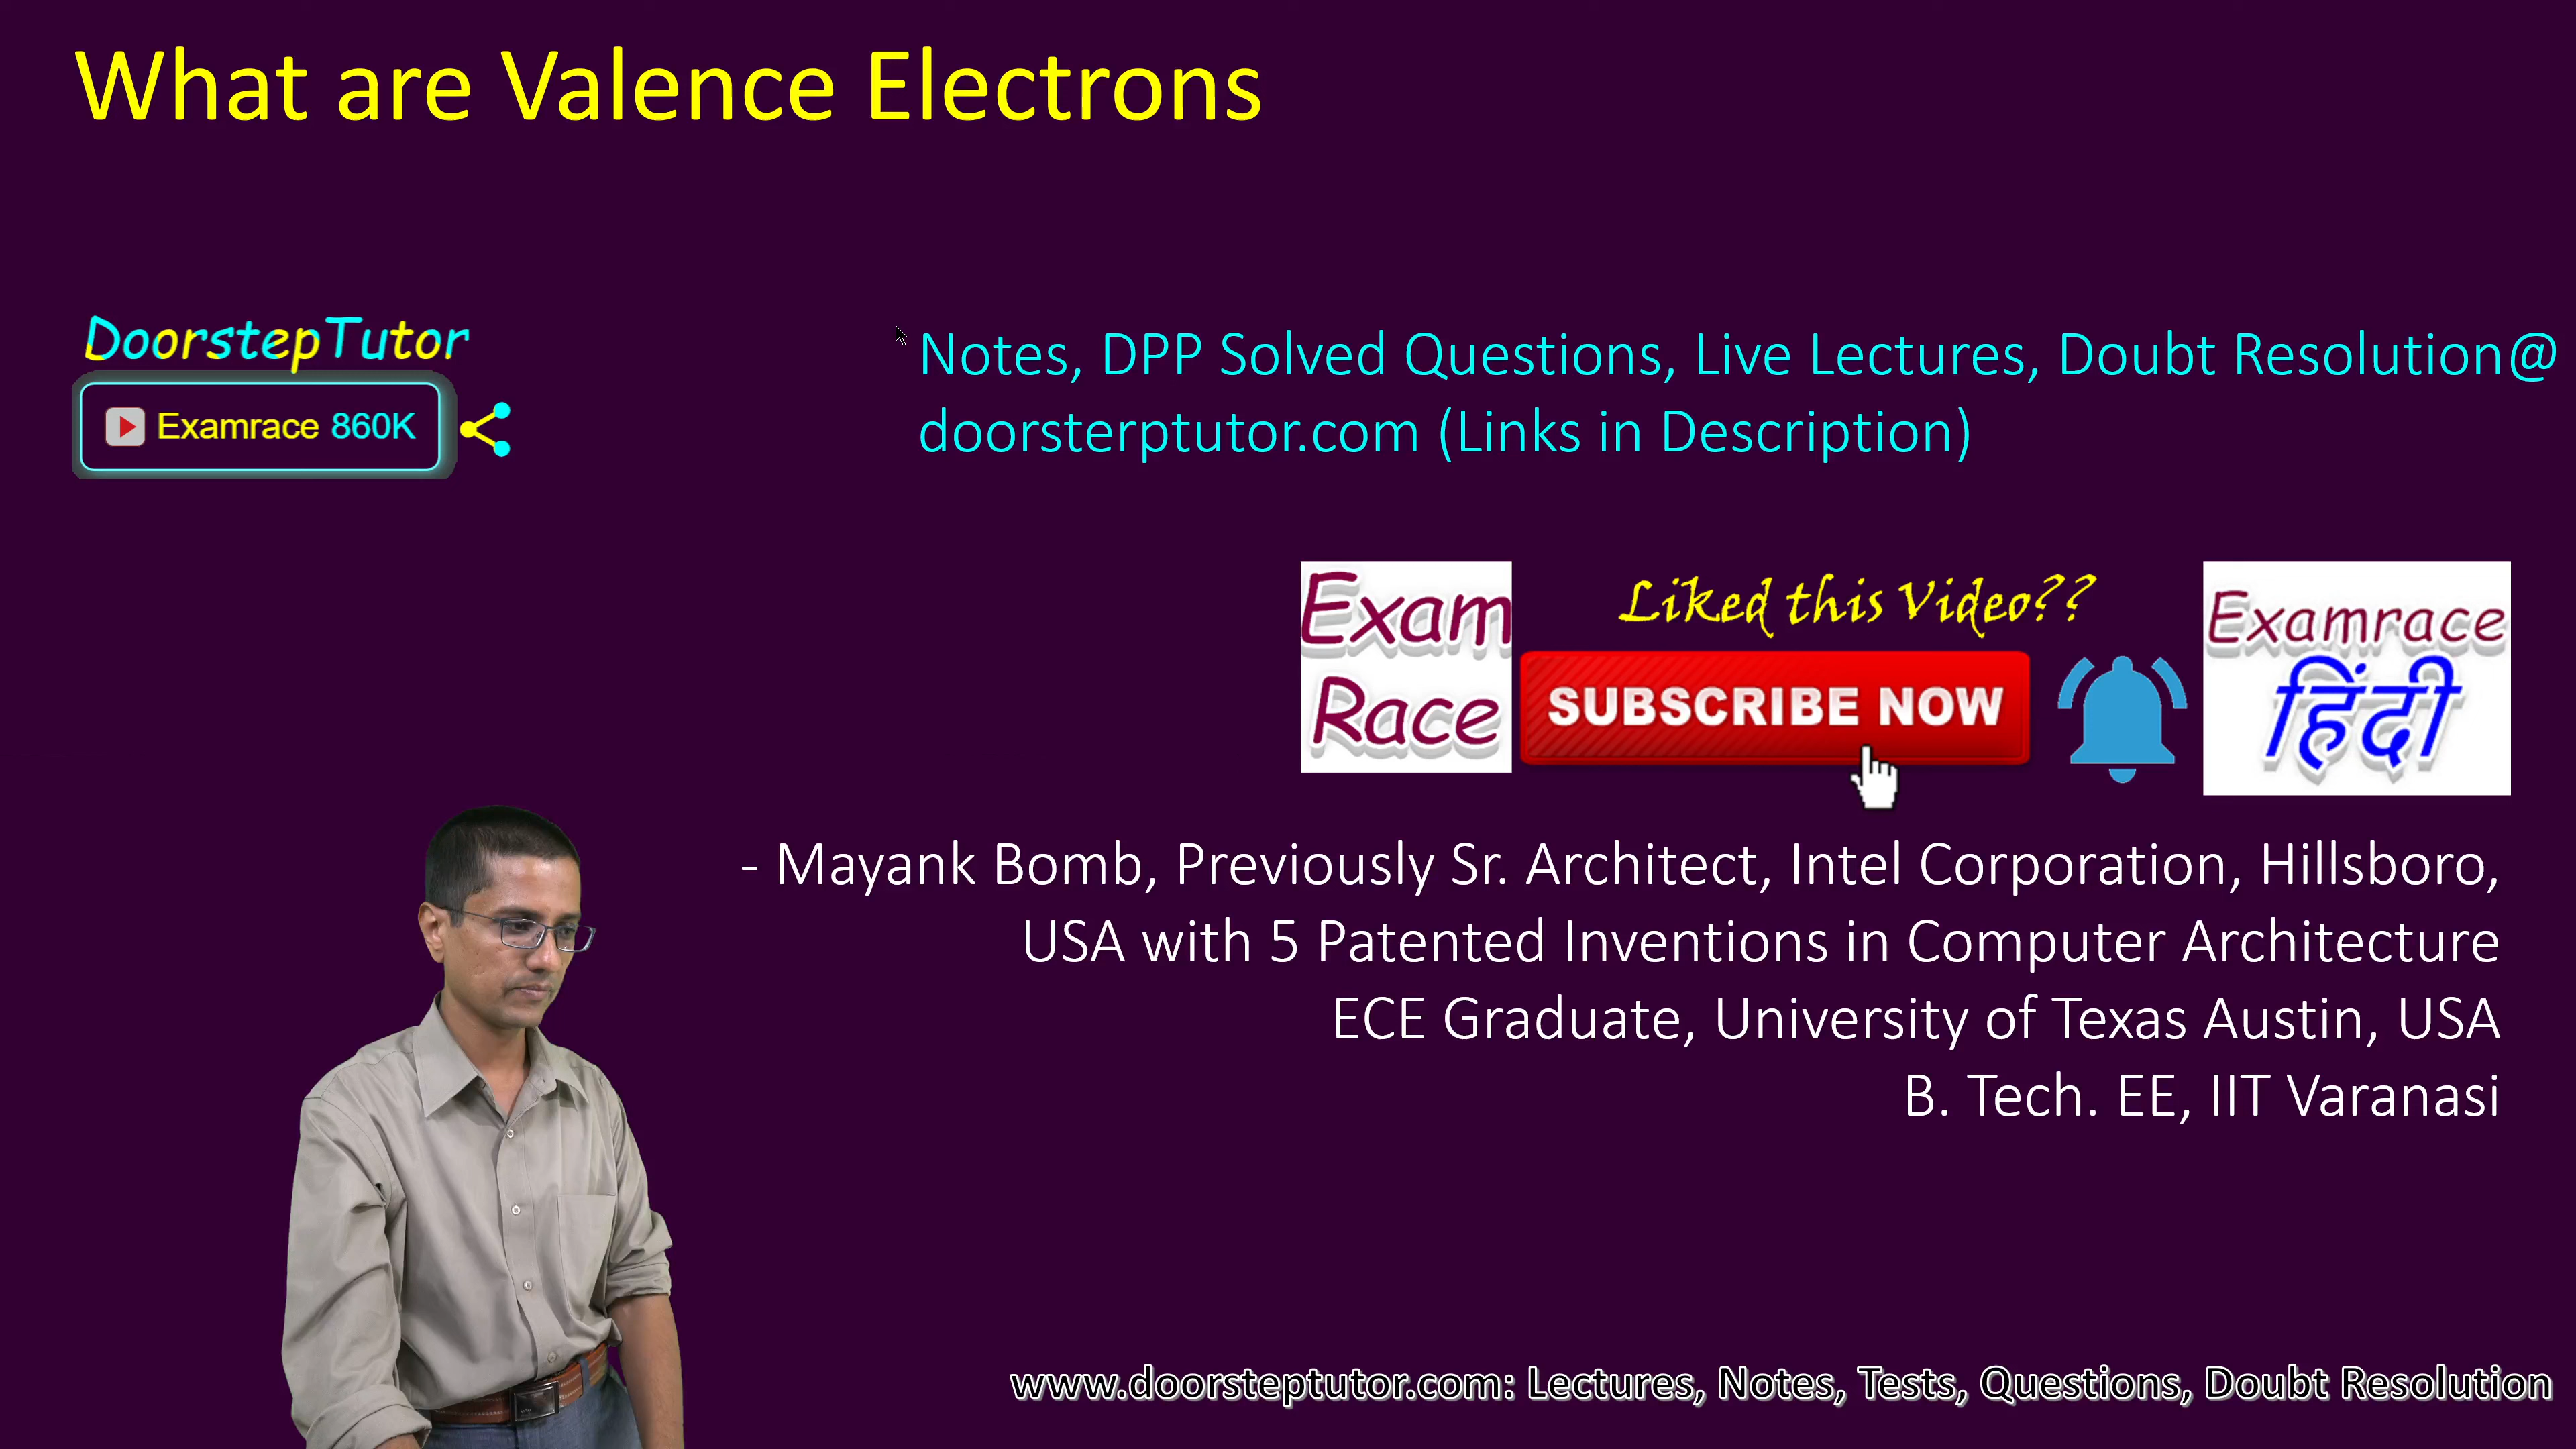 What are Valence Electrons
DoorstepTutor
Examrace 860K
Notes, DPP Solved Questions, Live Lectures, Doubt Resolution@
doorsterptutor.com (Links in Description)
Exam
Race
Liked this Video??
SUBSCRIBE NOW
Examrace
हिंदी
- Mayank Bomb, Previously Sr. Architect, Intel Corporation, Hillsboro,
USA with 5 Patented Inventions in Computer Architecture
ECE Graduate, University of Texas Austin, USA
B. Tech. EE, IIT Varanasi
www.doorsteptutor.com: Lectures, Notes, Tests, Questions, Doubt Resolution